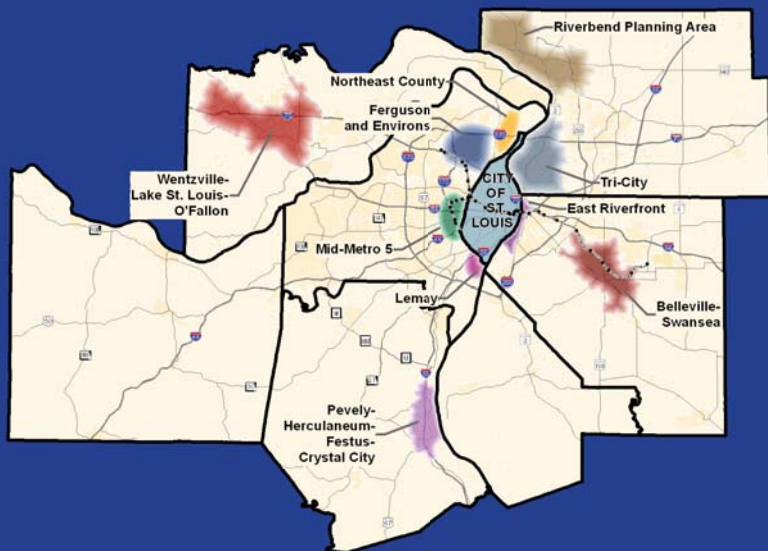 Riverbend Planning Area
Northeast County
Ferguson
and Environs
Wentzville-
Lake St. Louis-
O'Fallon
CITY
OF
ST.
LOUIS
Tri-City
East Riverfront
Mid-Metro 5
Lemay
Belleville-
Swansea
Pevely-
Herculaneum-
Festus-
Crystal City